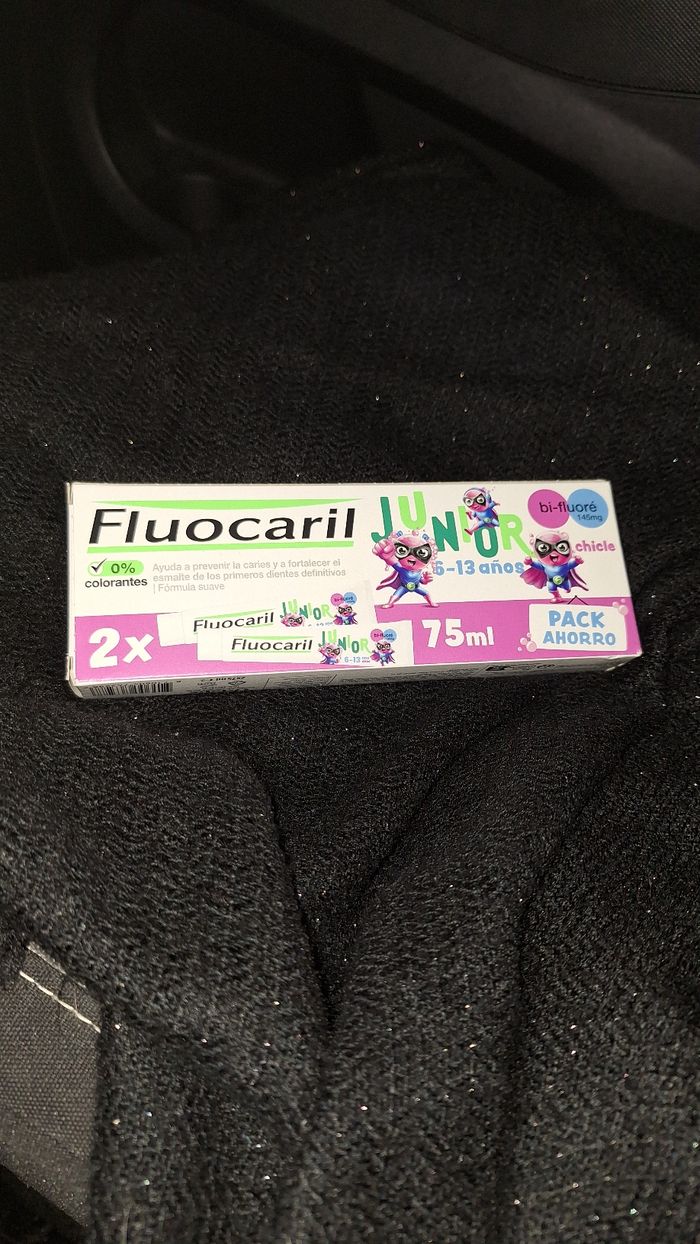 Fluocaril
JUNIOR
bi-fluoré
145mg
chicle
6-13 años
0%
colorantes
Ayuda a prevenir la caries y a fortalecer el
esmalte de los primeros dientes definitivos
| Fórmula suave
2x
Fluocaril JUNIOR
Fluocaril JUNIOR
6-13
75ml
PACK
AHORRO